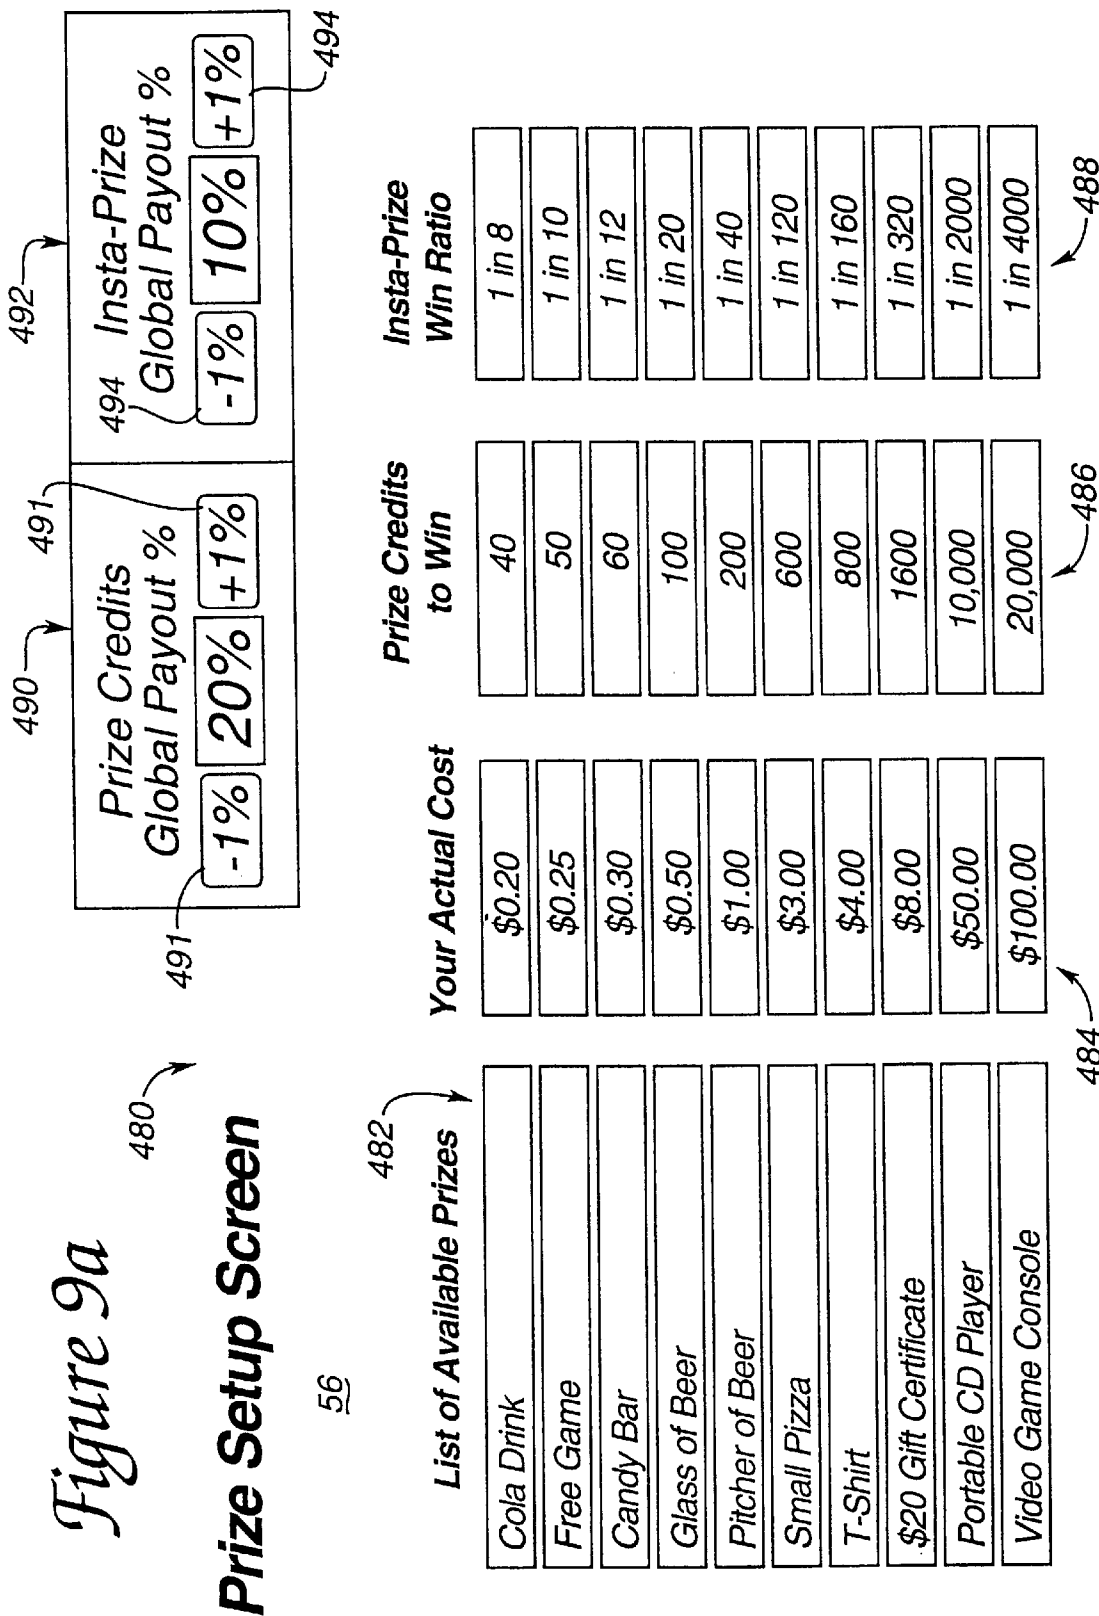 Figure 9a
480
Prize Setup Screen
56
490
492
491
491
494
494
Prize Credits
Global Payout %
-1% 20% +1%
Insta-Prize
Global Payout %
-1% 10% +1%
482
List of Available Prizes
Your Actual Cost
Prize Credits
to Win
Insta-Prize
Win Ratio
Cola Drink $0.20 40 1 in 8
Free Game $0.25 50 1 in 10
Candy Bar $0.30 60 1 in 12
Glass of Beer $0.50 100 1 in 20
Pitcher of Beer $1.00 200 1 in 40
Small Pizza $3.00 600 1 in 120
T-Shirt $4.00 800 1 in 160
$20 Gift Certificate $8.00 1600 1 in 320
Portable CD Player $50.00 10,000 1 in 2000
Video Game Console $100.00 20,000 1 in 4000
484
486
488